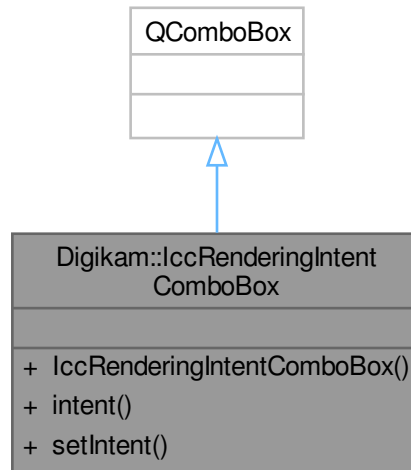 QComboBox
Digikam::IccRenderingIntent
ComboBox
+ IccRenderingIntentComboBox()
+ intent()
+ setIntent()